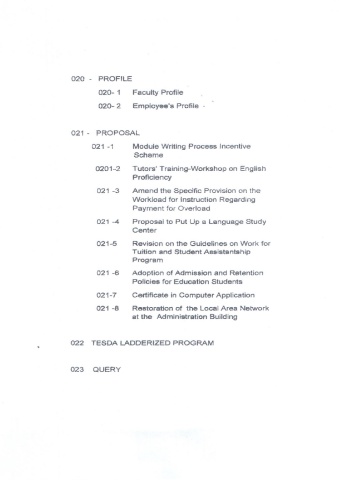 020 - PROFILE
020- 1 Faculty Profile
020- 2 Employee's Profile -
021 - PROPOSAL
021 -1 Module Writing Process Incentive
Scheme
0201-2 Tutors' Training-Workshop on English
Proficiency
021 -3 Amend the Specific Provision on the
Workload for Instruction Regarding
Payment for Overload
021 -4 Proposal to Put Up a Language Study
Center
021-5 Revision on the Guidelines on Work for
Tuition and Student Assistantship
Program
021 -6 Adoption of Admission and Retention
Policies for Education Students
021-7 Certificate in Computer Application
021 -8 Restoration of the Local Area Network
at the Administration Building
022 TESDA LADDERIZED PROGRAM
023 QUERY